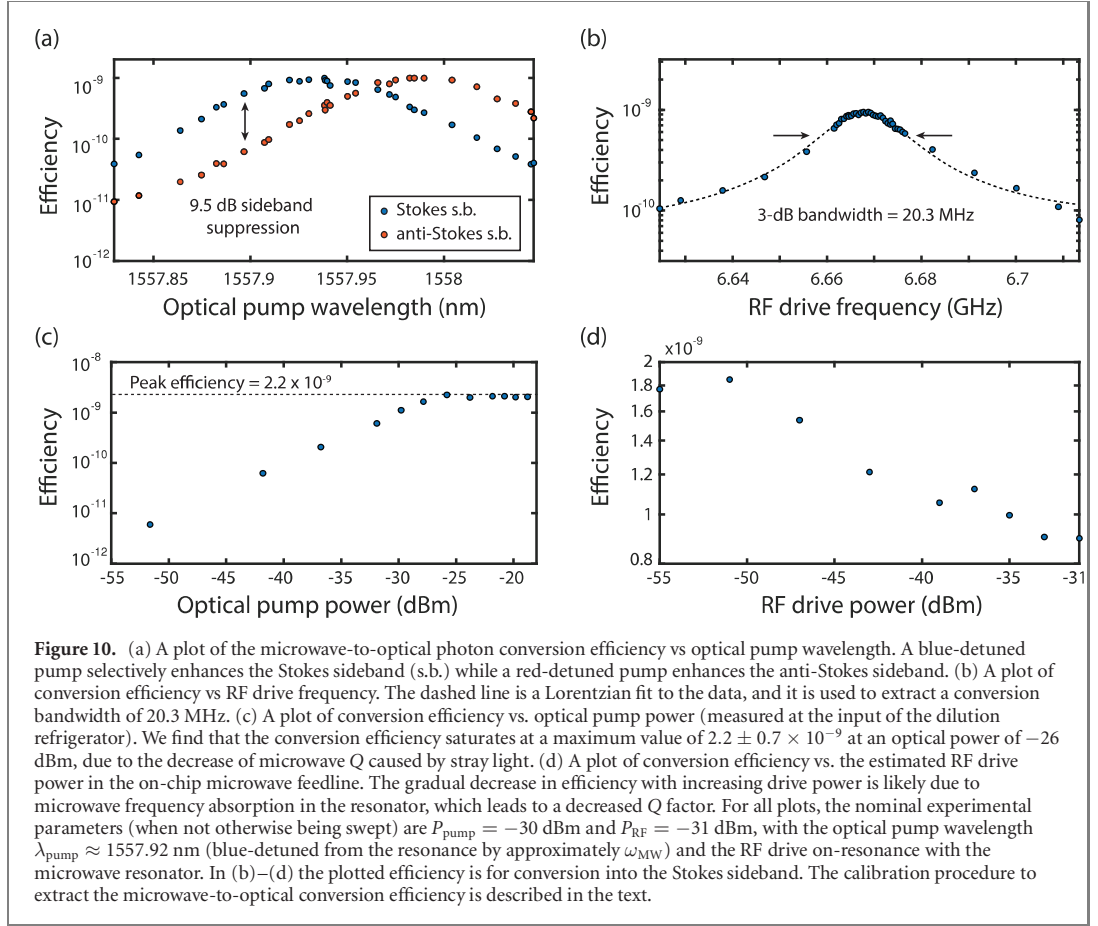 (a)
Efficiency
10-9
10-10
10-11
10-12
9.5 dB sideband
suppression
Stokes s.b.
anti-Stokes s.b.
1557.85
1557.9
1557.95
1558
Optical pump wavelength (nm)
(b)
Efficiency
10-9
10-10
3-dB bandwidth = 20.3 MHz
6.64
6.66
6.68
6.7
RF drive frequency (GHz)
(c)
Efficiency
10-8
10-9
10-10
10-11
10-12
Peak efficiency = 2.2 x 10-9
-55
-50
-45
-40
-35
-30
-25
-20
Optical pump power (dBm)
(d)
x10-9
Efficiency
2
1.8
1.6
1.4
1.2
1
0.8
-55
-50
-45
-40
-35
-31
RF drive power (dBm)
Figure 10. (a) A plot of the microwave-to-optical photon conversion efficiency vs optical pump wavelength. A blue-detuned
pump selectively enhances the Stokes sideband (s.b.) while a red-detuned pump enhances the anti-Stokes sideband. (b) A plot of
conversion efficiency vs RF drive frequency. The dashed line is a Lorentzian fit to the data, and it is used to extract a conversion
bandwidth of 20.3 MHz. (c) A plot of conversion efficiency vs. optical pump power (measured at the input of the dilution
refrigerator). We find that the conversion efficiency saturates at a maximum value of 2.2 ± 0.7 × 10−9 at an optical power of −26
dBm, due to the decrease of microwave Q caused by stray light. (d) A plot of conversion efficiency vs. the estimated RF drive
power in the on-chip microwave feedline. The gradual decrease in efficiency with increasing drive power is likely due to
microwave frequency absorption in the resonator, which leads to a decreased Q factor. For all plots, the nominal experimental
parameters (when not otherwise being swept) are Ppump = −30 dBm and PRF = −31 dBm, with the optical pump wavelength
λpump ≈ 1557.92 nm (blue-detuned from the resonance by approximately ωMW) and the RF drive on-resonance with the
microwave resonator. In (b)–(d) the plotted efficiency is for conversion into the Stokes sideband. The calibration procedure to
extract the microwave-to-optical conversion efficiency is described in the text.